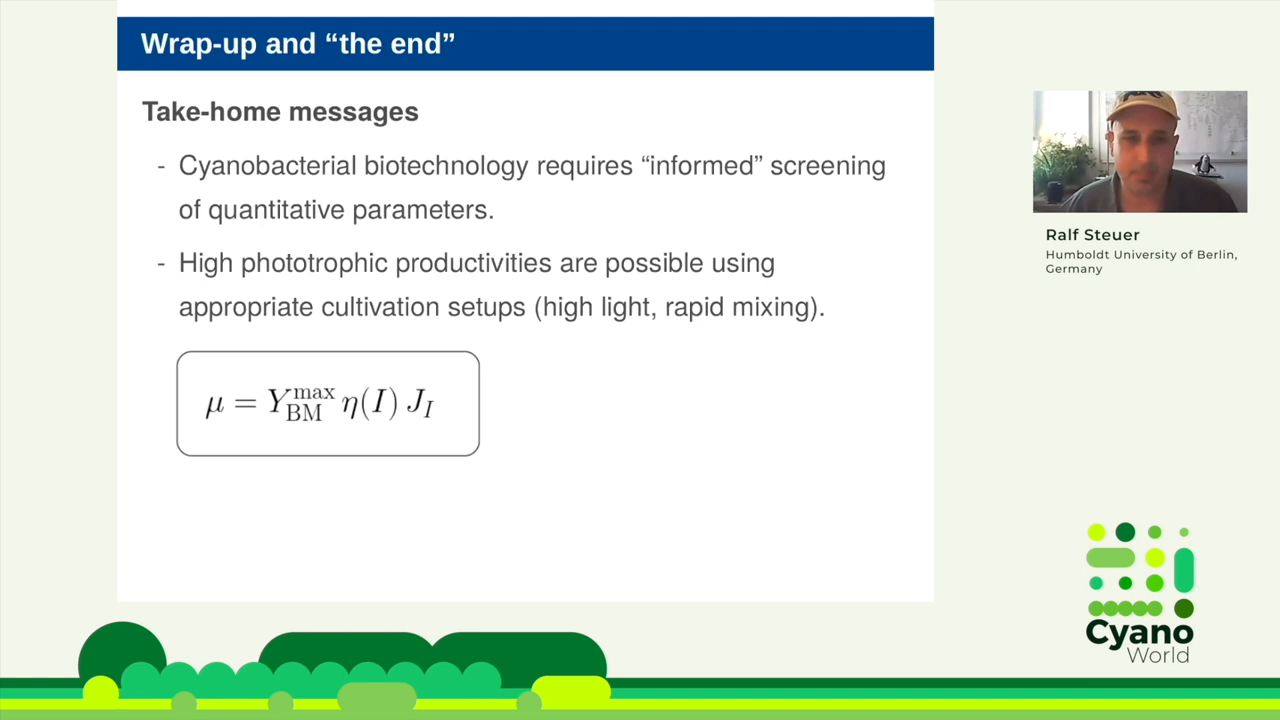 Wrap-up and “the end”
Take-home messages
- Cyanobacterial biotechnology requires “informed” screening
of quantitative parameters.
- High phototrophic productivities are possible using
appropriate cultivation setups (high light, rapid mixing).
μ = Y_BM^max η(I) J_I
Ralf Steuer
Humboldt University of Berlin,
Germany
Cyano
World